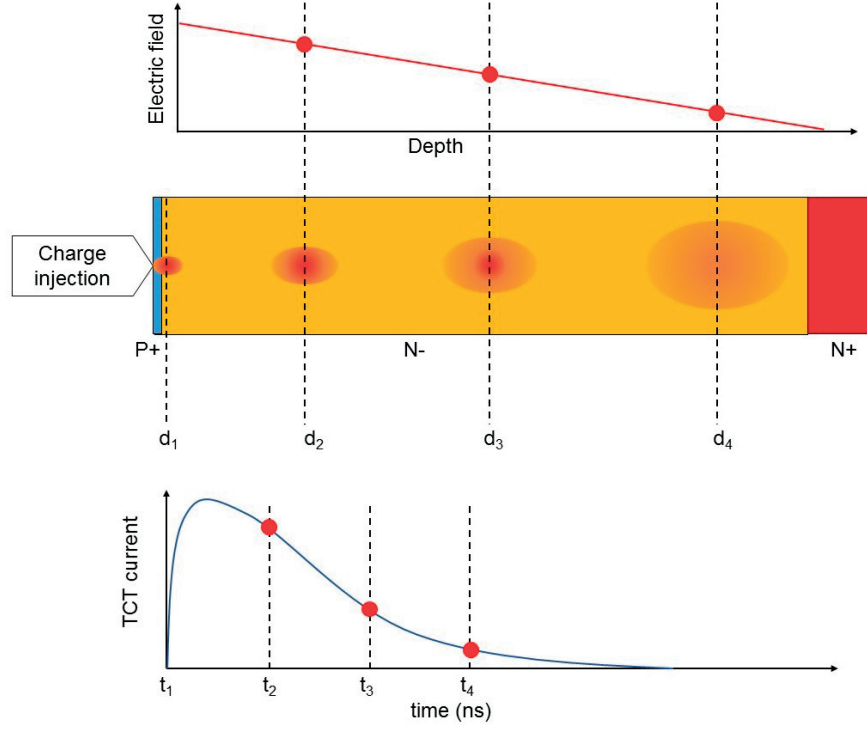 Electric field
Depth
Charge
injection
P+
N-
N+
d1
d2
d3
d4
TCT current
t1
t2
t3
t4
time (ns)